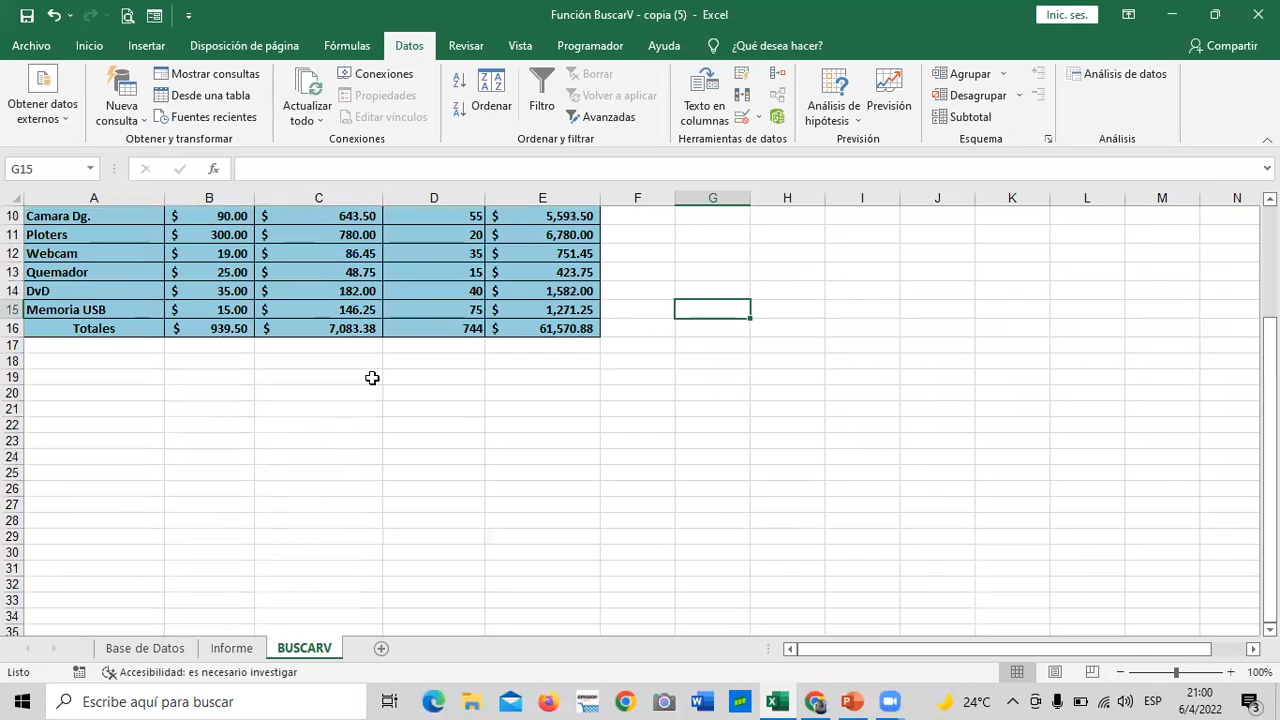 Función BuscarV - copia (5) - Excel
Inic. ses.
Archivo Inicio Insertar Disposición de página Fórmulas Datos Revisar Vista Programador Ayuda ¿Qué desea hacer? Compartir
Obtener datos externos
Nueva consulta
Mostrar consultas
Desde una tabla
Fuentes recientes
Obtener y transformar
Actualizar todo
Conexiones
Propiedades
Editar vínculos
Conexiones
Ordenar
Filtro
Borrar
Volver a aplicar
Avanzadas
Ordenar y filtrar
Texto en columnas
Herramientas de datos
Análisis de hipótesis
Previsión
Previsión
Agrupar
Desagrupar
Subtotal
Esquema
Análisis de datos
Análisis
G15 fx
A B C D E F G H I J K L M N
10 Camara Dg. $ 90.00 $ 643.50 55 $ 5,593.50
11 Ploters $ 300.00 $ 780.00 20 $ 6,780.00
12 Webcam $ 19.00 $ 86.45 35 $ 751.45
13 Quemador $ 25.00 $ 48.75 15 $ 423.75
14 DvD $ 35.00 $ 182.00 40 $ 1,582.00
15 Memoria USB $ 15.00 $ 146.25 75 $ 1,271.25
16 Totales $ 939.50 $ 7,083.38 744 $ 61,570.88
17
18
19
20
21
22
23
24
25
26
27
28
29
30
31
32
33
34
35
Base de Datos Informe BUSCARV
Listo Accesibilidad: es necesario investigar 100%
Escribe aquí para buscar 24°C ESP 21:00
6/4/2022 3